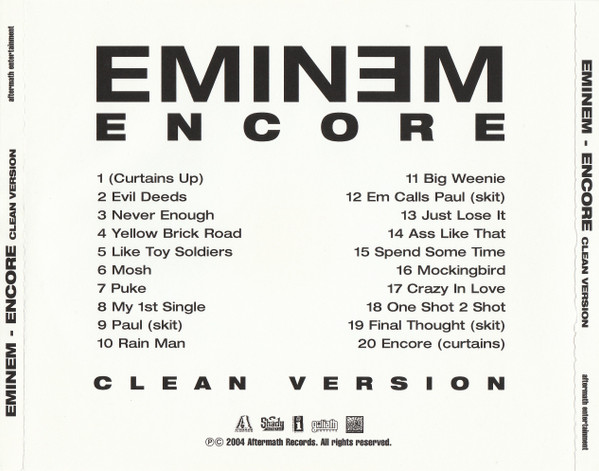 EMINEM
ENCORE
1 (Curtains Up)
2 Evil Deeds
3 Never Enough
4 Yellow Brick Road
5 Like Toy Soldiers
6 Mosh
7 Puke
8 My 1st Single
9 Paul (skit)
10 Rain Man
11 Big Weenie
12 Em Calls Paul (skit)
13 Just Lose It
14 Ass Like That
15 Spend Some Time
16 Mockingbird
17 Crazy In Love
18 One Shot 2 Shot
19 Final Thought (skit)
20 Encore (curtains)
CLEAN VERSION
Shady
goliath
℗© 2004 Aftermath Records. All rights reserved.
EMINEM - ENCORE CLEAN VERSION
aftermath entertainment
EMINEM - ENCORE CLEAN VERSION
aftermath entertainment